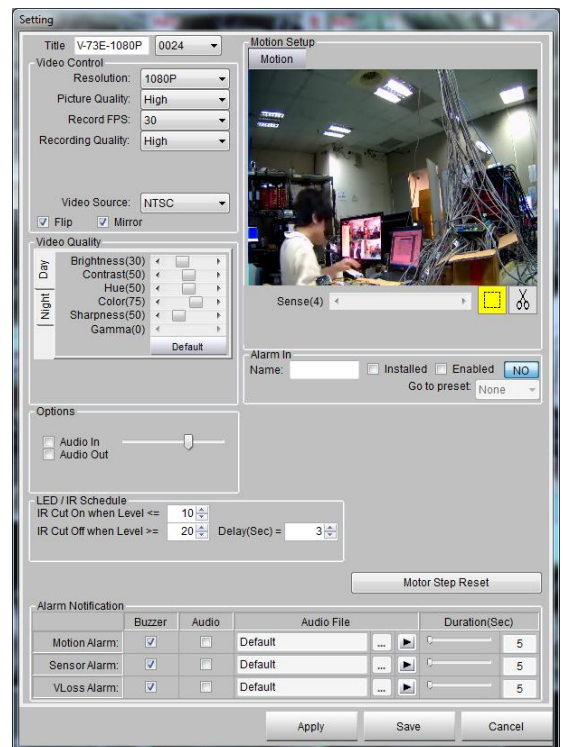 Setting
Title V-73E-1080P 0024
Video Control
Resolution: 1080P
Picture Quality: High
Record FPS: 30
Recording Quality: High
Video Source: NTSC
Flip Mirror
Video Quality
Day
Night
Brightness(30)
Contrast(50)
Hue(50)
Color(75)
Sharpness(50)
Gamma(0)
Default
Motion Setup
Motion
Sense(4)
Alarm In
Name: Installed Enabled NO
Go to preset: None
Options
Audio In
Audio Out
LED / IR Schedule
IR Cut On when Level <= 10
IR Cut Off when Level >= 20 Delay(Sec) = 3
Motor Step Reset
Alarm Notification
Buzzer Audio Audio File Duration(Sec)
Motion Alarm: Default ... 5
Sensor Alarm: Default ... 5
VLoss Alarm: Default ... 5
Apply Save Cancel